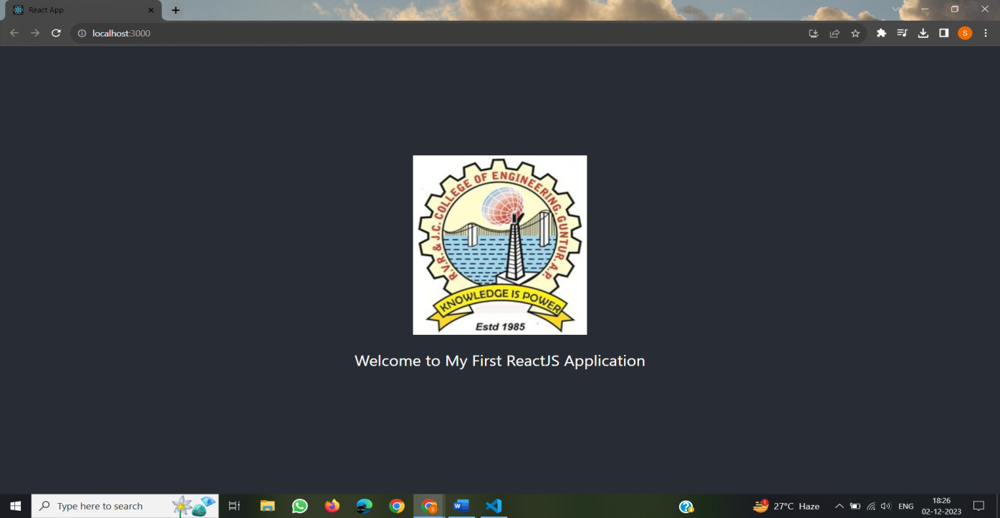 React App
localhost:3000
S
R.V.R. & J.C. COLLEGE OF ENGINEERING, GUNTUR. A.P.
KNOWLEDGE IS POWER
Estd 1985
Welcome to My First ReactJS Application
Type here to search
1
27°C Haze
ENG
18:26
02-12-2023